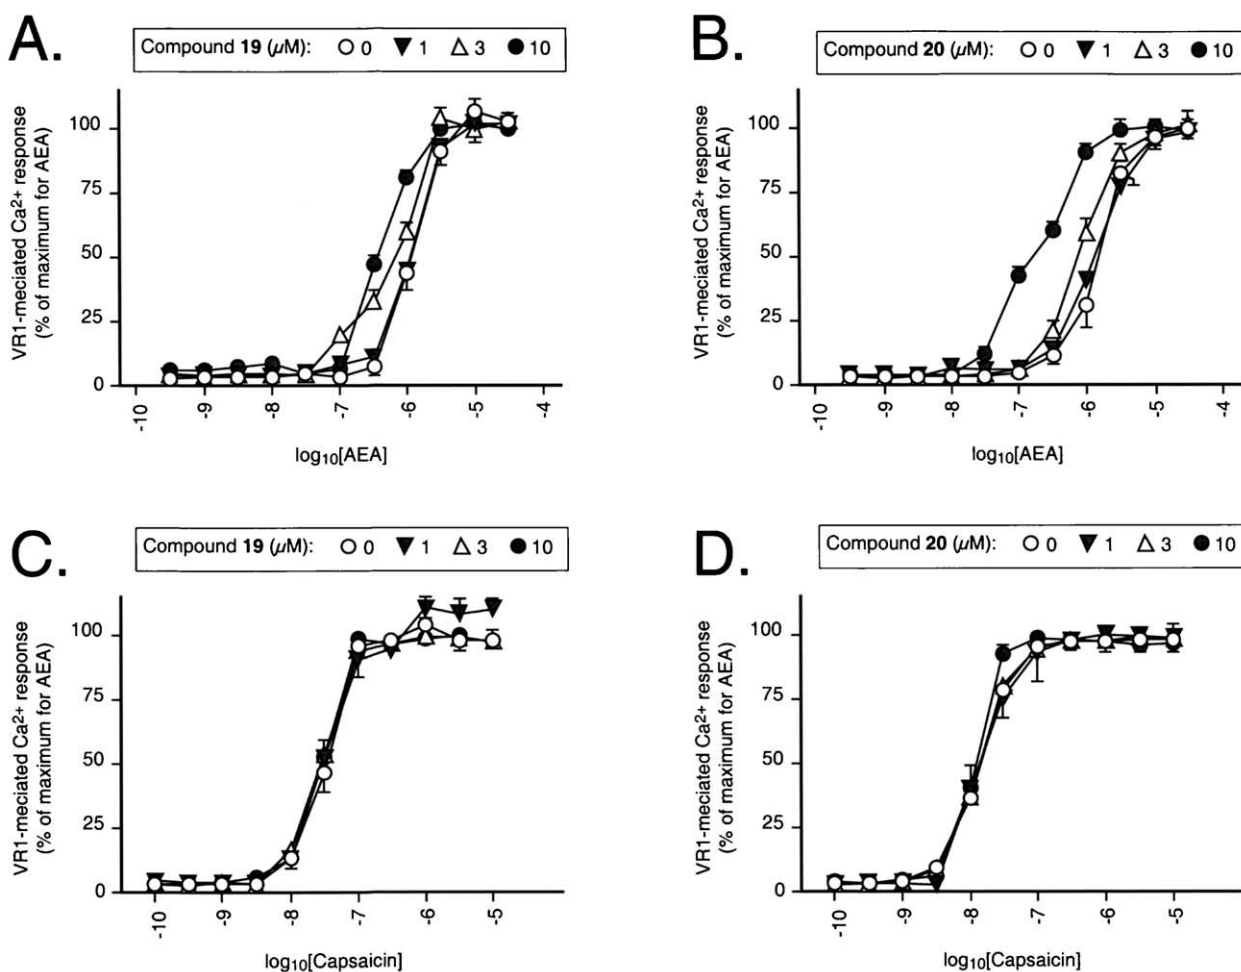 A.
Compound 19 (μM): 0 1 3 10
VR1-meciated Ca2+ response
(% of maximum for AEA)
100
75
50
25
0
-10 -9 -8 -7 -6 -5 -4
log10[AEA]
B.
Compound 20 (μM): 0 1 3 10
VR1-meciated Ca2+ response
(% of maximum for AEA)
100
75
50
25
0
-10 -9 -8 -7 -6 -5 -4
log10[AEA]
C.
Compound 19 (μM): 0 1 3 10
VR1-meciated Ca2+ response
(% of maximum for AEA)
100
75
50
25
0
-10 -9 -8 -7 -6 -5
log10[Capsaicin]
D.
Compound 20 (μM): 0 1 3 10
VR1-meciated Ca2+ response
(% of maximum for AEA)
100
75
50
25
0
-10 -9 -8 -7 -6 -5
log10[Capsaicin]